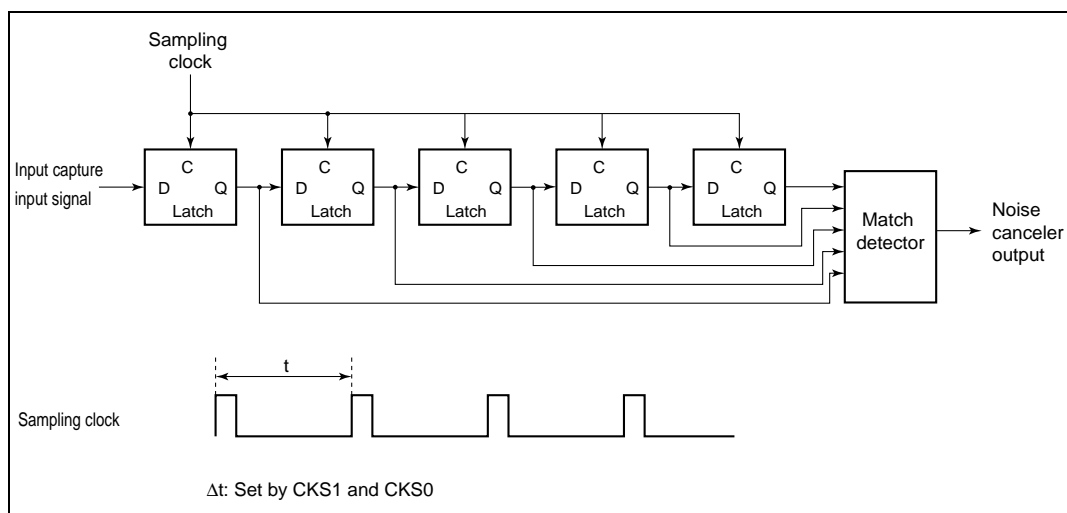 Sampling
clock
Input capture
input signal
C
D Q
Latch
C
D Q
Latch
C
D Q
Latch
C
D Q
Latch
C
D Q
Latch
Match
detector
Noise
canceler
output
t
Sampling clock
Δt: Set by CKS1 and CKS0